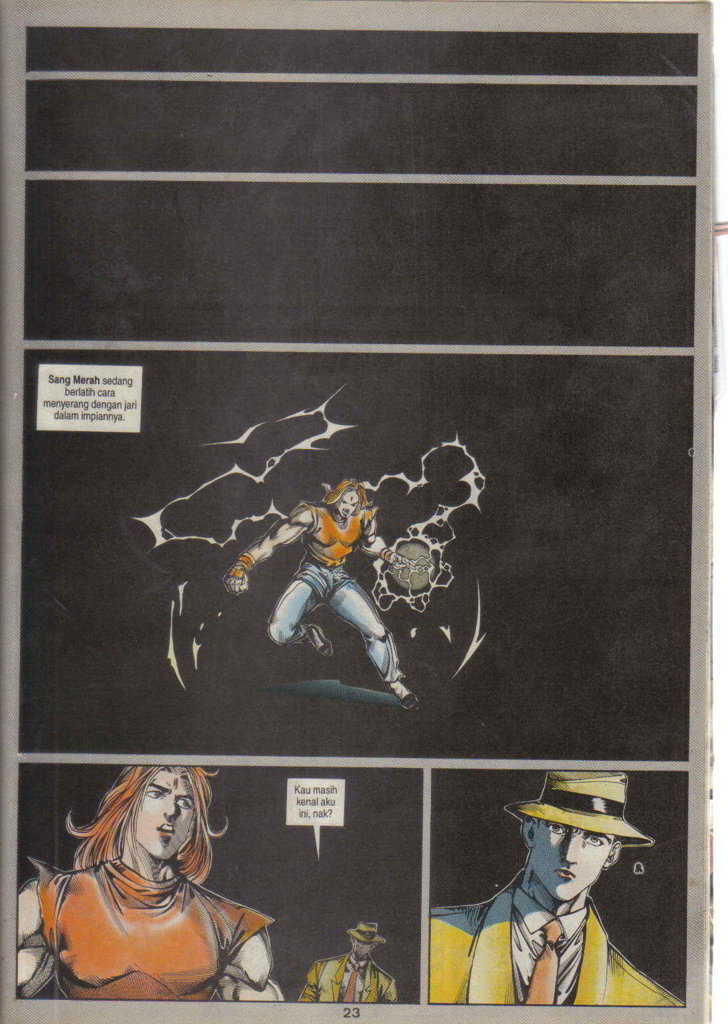 Sang Merah sedang
berlatih cara
menyerang dengan jari
dalam impiannya.
Kau masih
kenal aku
ini, nak?
23